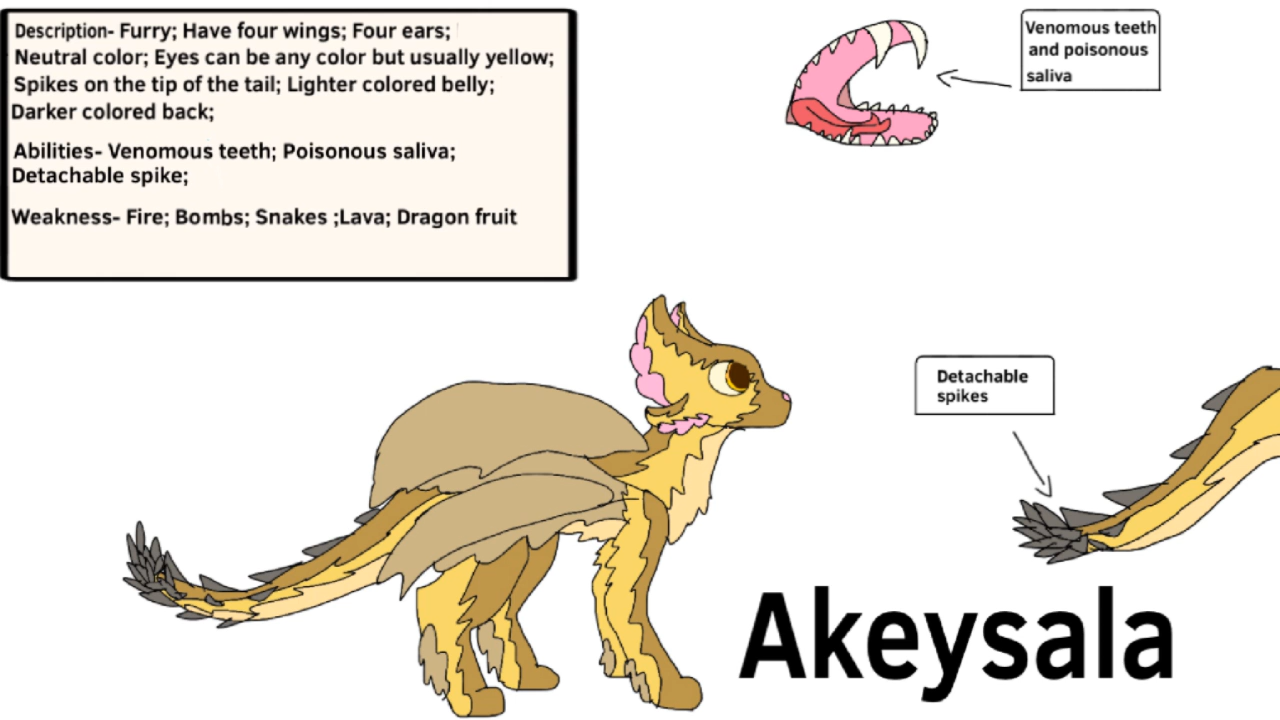 Description- Furry; Have four wings; Four ears;
Neutral color; Eyes can be any color but usually yellow;
Spikes on the tip of the tail; Lighter colored belly;
Darker colored back;
Abilities- Venomous teeth; Poisonous saliva;
Detachable spike;
Weakness- Fire; Bombs; Snakes ;Lava; Dragon fruit
Venomous teeth
and poisonous
saliva
Detachable
spikes
Akeysala